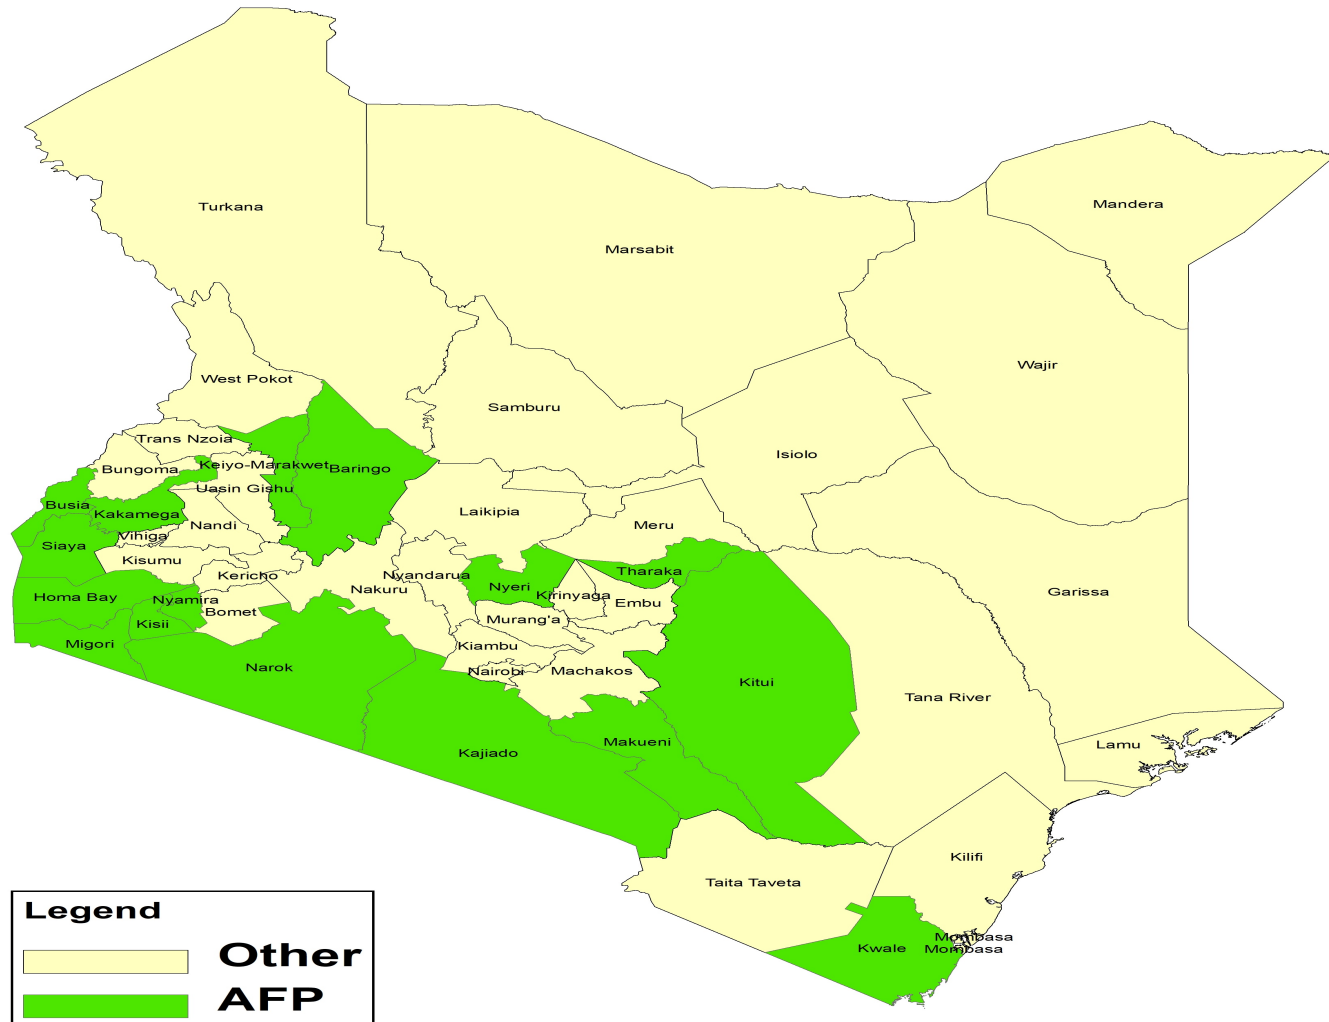 Turkana
Marsabit
Mandera
Wajir
West Pokot
Samburu
Trans Nzoia
Isiolo
Bungoma
Keiyo-Marakwet
Baringo
Uasin Gishu
Busia
Kakamega
Laikipia
Nandi
Meru
Vihiga
Siaya
Kisumu
Kericho
Nyandarua
Tharaka
Nyeri
Nakuru
Garissa
Homa Bay
Nyamira
Kirinyaga
Embu
Bomet
Kisii
Murang'a
Migori
Kiambu
Narok
Nairobi
Machakos
Kitui
Tana River
Makueni
Lamu
Kajiado
Kilifi
Taita Taveta
Mombasa
Kwale
Mombasa
Legend
Other
AFP